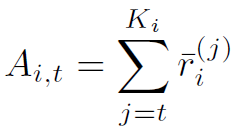 $A_{i,t} = \sum_{j=t}^{K_i} \bar{r}_i^{(j)}$